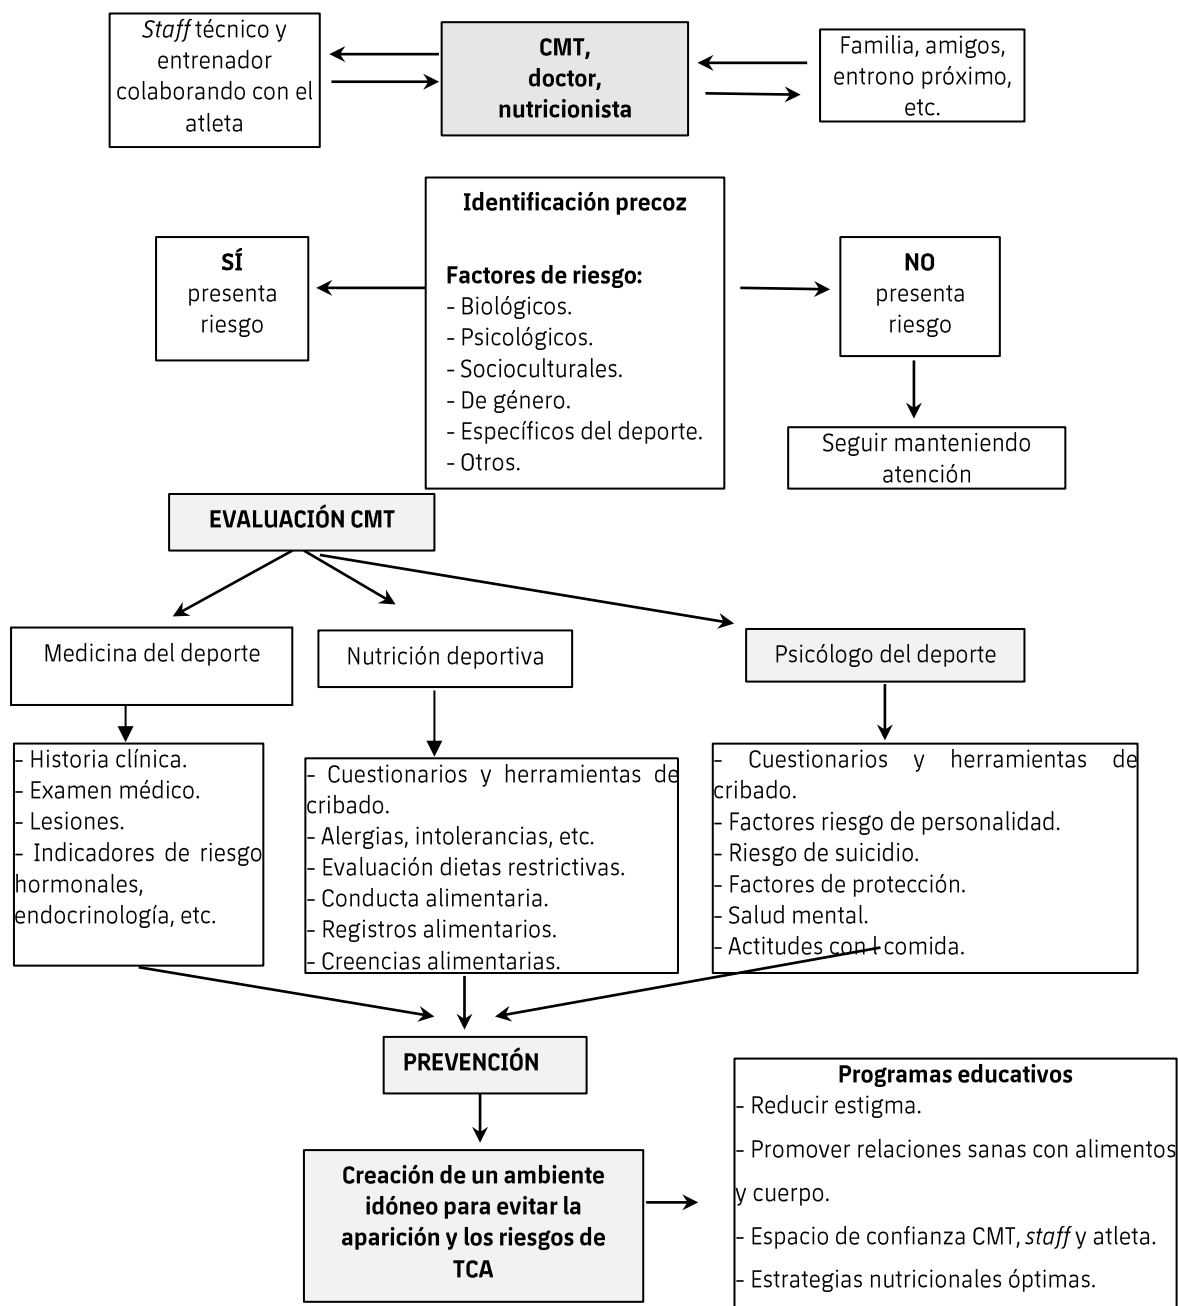 Staff técnico y
entrenador
colaborando con el
atleta
CMT,
doctor,
nutricionista
Familia, amigos,
entrono próximo,
etc.
Identificación precoz
Factores de riesgo:
- Biológicos.
- Psicológicos.
- Socioculturales.
- De género.
- Específicos del deporte.
- Otros.
SÍ
presenta
riesgo
NO
presenta
riesgo
Seguir manteniendo
atención
EVALUACIÓN CMT
Medicina del deporte
Nutrición deportiva
Psicólogo del deporte
- Historia clínica.
- Examen médico.
- Lesiones.
- Indicadores de riesgo
hormonales,
endocrinología, etc.
- Cuestionarios y herramientas de
cribado.
- Alergias, intolerancias, etc.
- Evaluación dietas restrictivas.
- Conducta alimentaria.
- Registros alimentarios.
- Creencias alimentarias.
- Cuestionarios y herramientas de
cribado.
- Factores riesgo de personalidad.
- Riesgo de suicidio.
- Factores de protección.
- Salud mental.
- Actitudes con l comida.
PREVENCIÓN
Creación de un ambiente
idóneo para evitar la
aparición y los riesgos de
TCA
Programas educativos
- Reducir estigma.
- Promover relaciones sanas con alimentos
y cuerpo.
- Espacio de confianza CMT, staff y atleta.
- Estrategias nutricionales óptimas.